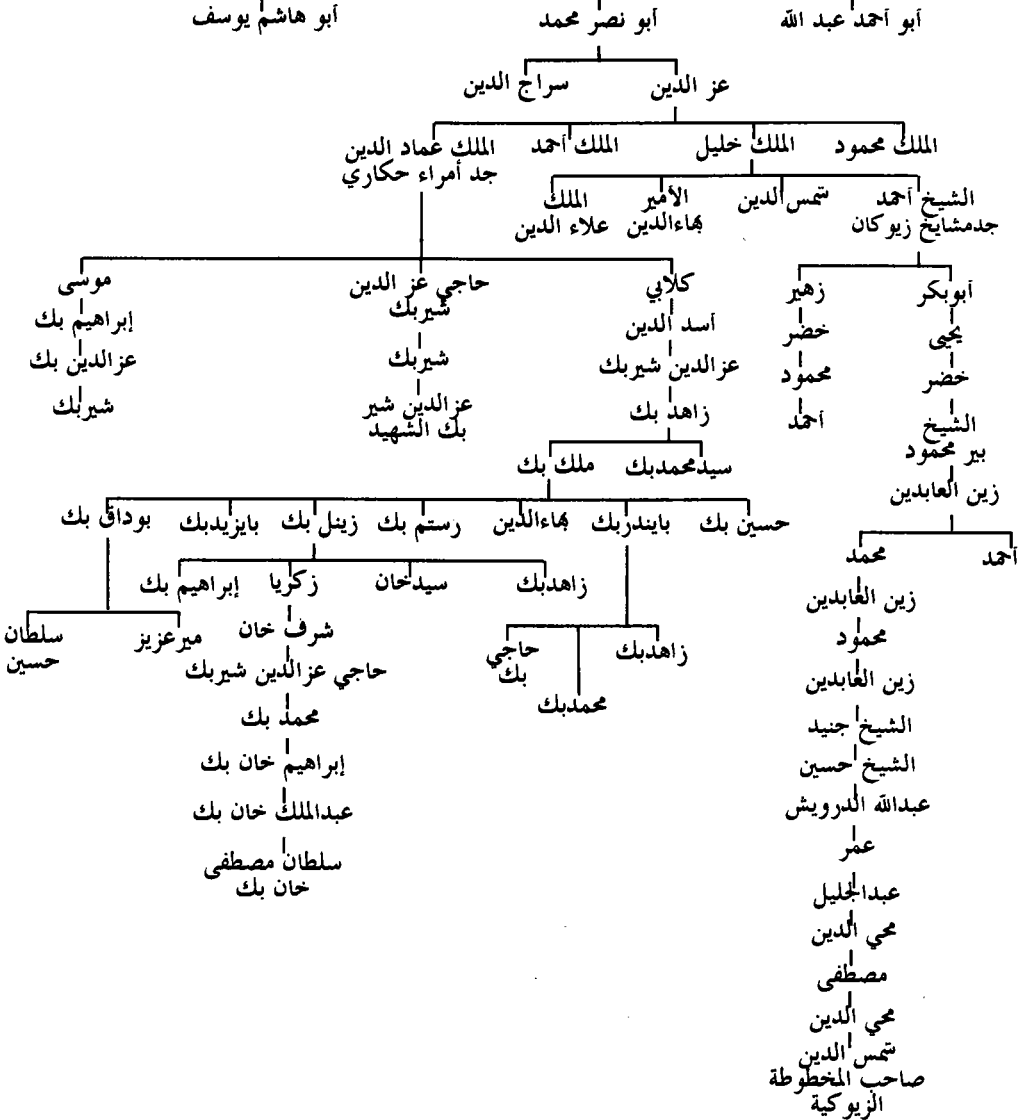 أبو أحمد عبد الله
أبو نصر محمد
أبو هاشم يوسف
عز الدين
سراج الدين
الملك محمود
الملك خليل
الملك أحمد
الملك عماد الدين
جد أمراء حكاري
الشيخ أحمد
جدمشايخ زيوكان
شمس الدين
الأمير
بهاءالدين
الملك
علاء الدين
أبوبكر
زهير
كلابي
حاجي عز الدين
شيربك
موسى
يحيى
خضر
أسد الدين
شيربك
إبراهيم بك
خضر
محمود
عزالدين شيربك
عزالدين بك
الشيخ
بير محمود
أحمد
زاهد بك
عزالدين شير
بك الشهيد
شيربك
زين العابدين
سيدمحمدبك
ملك بك
أحمد
محمد
حسين بك
بايندربك
بهاءالدين
رستم بك
زينل بك
بايزيدبك
بوداق بك
زاهدبك
سيدخان
زكريا
إبراهيم بك
زين العابدين
محمود
زين العابدين
الشيخ جنيد
الشيخ حسين
عبدالله الدرويش
عمر
عبدالجليل
محي الدين
مصطفى
محي الدين
شمس الدين
صاحب المخطوطة
الزيوكية
زاهدبك
محمدبك
حاجي
بك
شرف خان
حاجي عزالدين شيربك
محمد بك
إبراهيم خان بك
عبدالملك خان بك
سلطان مصطفى
خان بك
ميرعزيز
سلطان
حسين